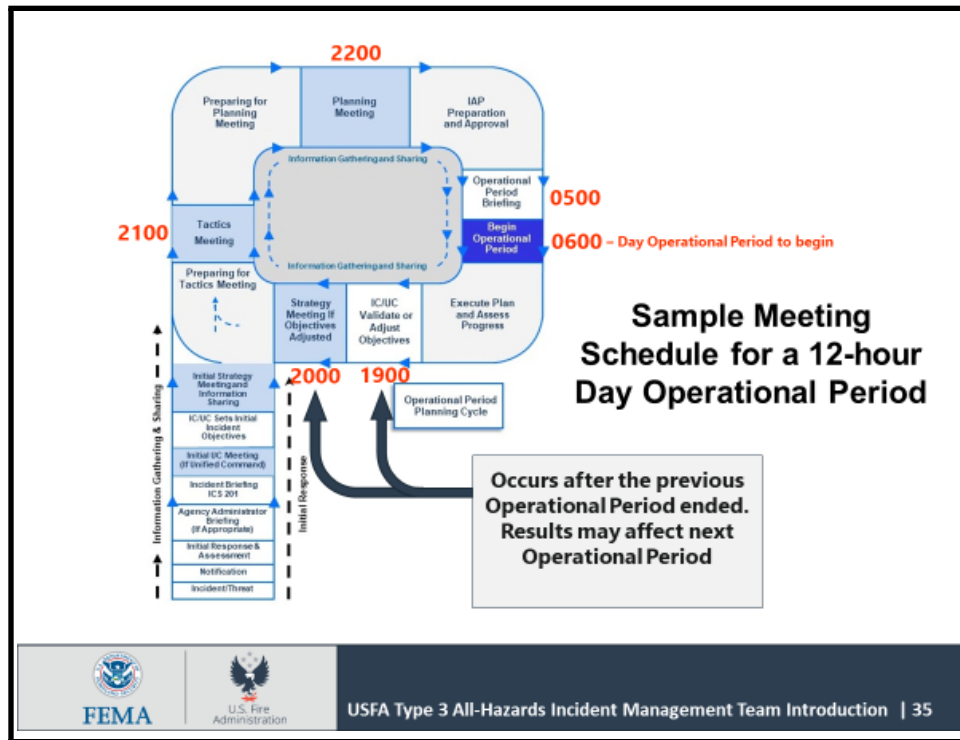 2200
Preparing for
Planning
Meeting
Planning
Meeting
IAP
Preparation
and Approval
Information Gathering and Sharing
Operational
Period
Briefing
0500
2100
Tactics
Meeting
Begin
Operational
Period
0600 – Day Operational Period to begin
Information Gathering and Sharing
Preparing for
Tactics Meeting
Strategy
Meeting If
Objectives
Adjusted
IC/UC
Validate or
Adjust
Objectives
Execute Plan
and Assess
Progress
2000
1900
Sample Meeting
Schedule for a 12-hour
Day Operational Period
Operational Period
Planning Cycle
Initial Strategy
Meeting and
Information
Sharing
IC/UC Sets Initial
Incident
Objectives
Initial UC Meeting
(If Unified Command)
Incident Briefing
ICS 201
Agency Administrator
Briefing
(If Appropriate)
Initial Response &
Assessment
Notification
Incident/Threat
Information Gathering & Sharing
Initial Response
Occurs after the previous
Operational Period ended.
Results may affect next
Operational Period
FEMA
U.S. Fire
Administration
USFA Type 3 All-Hazards Incident Management Team Introduction | 35